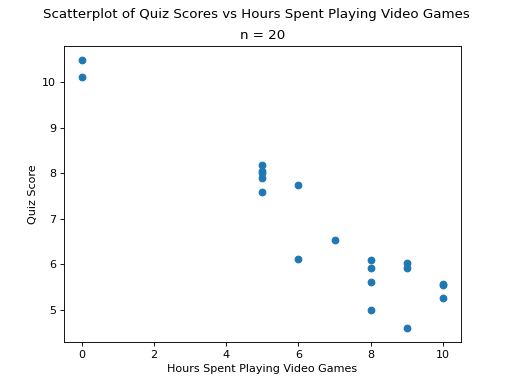 Scatterplot of Quiz Scores vs Hours Spent Playing Video Games
n = 20
10
9
8
7
6
5
Quiz Score
0 2 4 6 8 10
Hours Spent Playing Video Games